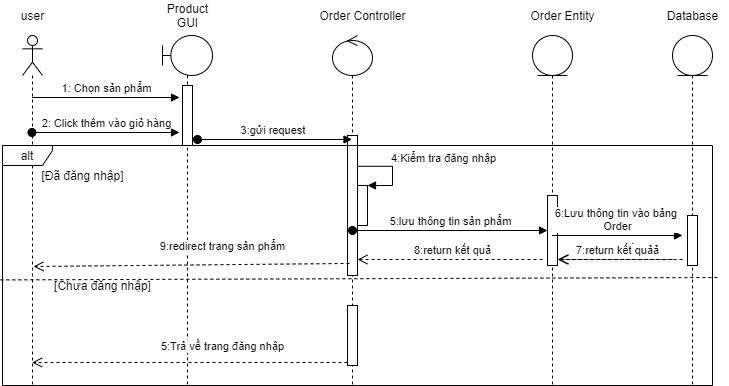 user
Product
GUI
Order Controller
Order Entity
Database
1: Chọn sản phẩm
2: Click thêm vào giỏ hàng
3:gửi request
alt
[Đã đăng nhập]
4:Kiểm tra đăng nhập
5:lưu thông tin sản phẩm
6:Lưu thông tin vào bảng
Order
7:return kết quảả
8:return kết quả
9:redirect trang sản phẩm
[Chưa đăng nhập]
5:Trả về trang đăng nhập